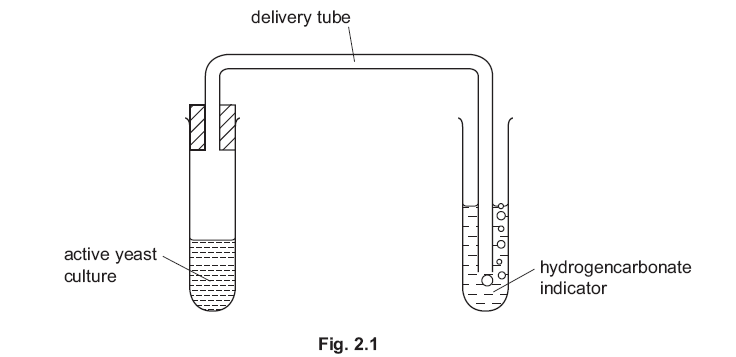 delivery tube
active yeast
culture
hydrogencarbonate
indicator
Fig. 2.1